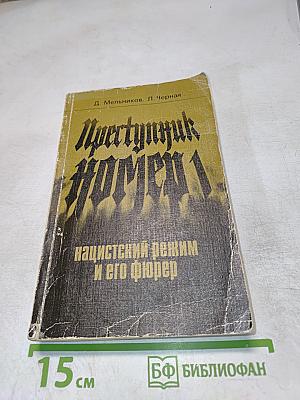 Д. Мельников, Л. Черная
Преступник
номер 1
нацистский режим
и его фюрер
15 см
БФ БИБЛИОФАН